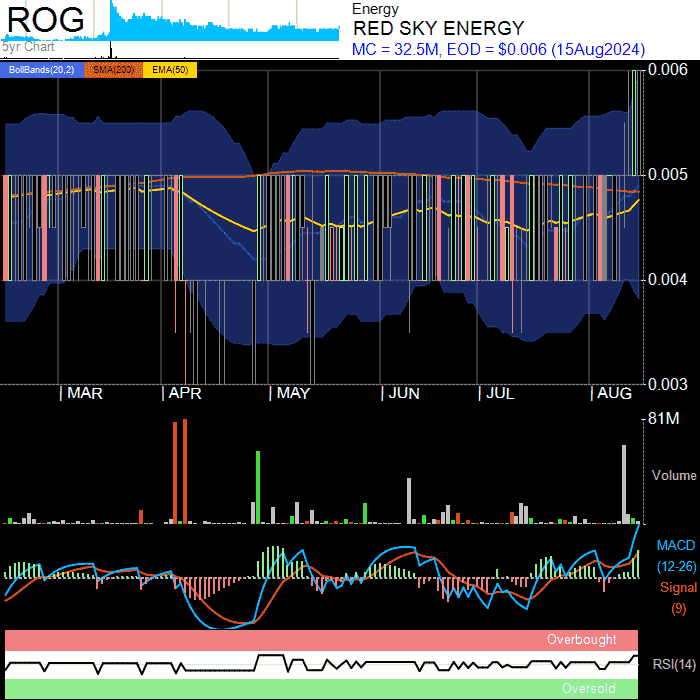 ROG
5yr Chart
Energy
RED SKY ENERGY
MC = 32.5M, EOD = $0.006 (15Aug2024)
BollBands(20,2) SMA(200) EMA(50)
0.006
0.005
0.004
0.003
MAR APR MAY JUN JUL AUG
81M
Volume
MACD
(12-26)
Signal
(9)
Overbought
RSI(14)
Oversold